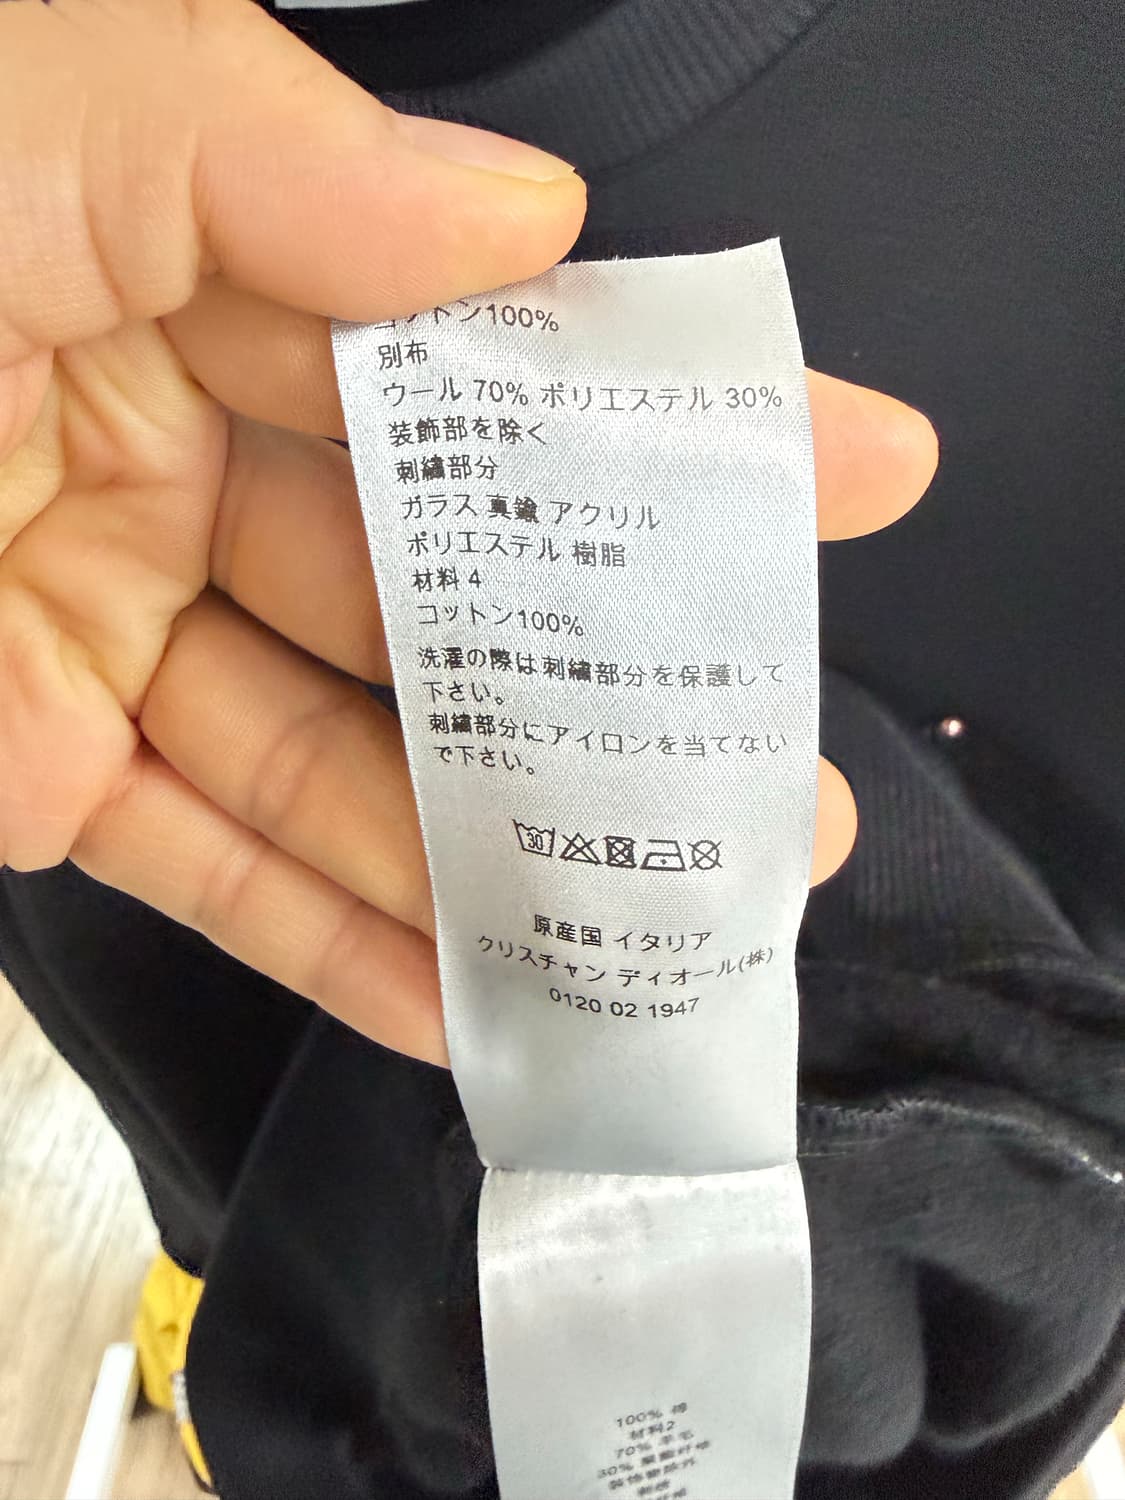 コットン100%
別布
ウール 70% ポリエステル 30%
装飾部を除く
刺繍部分
ガラス 真鍮 アクリル
ポリエステル 樹脂
材料 4
コットン100%
洗濯の際は刺繍部分を保護して
下さい。
刺繍部分にアイロンを当てない
で下さい。
30
原産国 イタリア
クリスチャン ディオール(株)
0120 02 1947
100% 棉
材料2
70% 羊毛
30% 聚酯纤维
装饰物除外